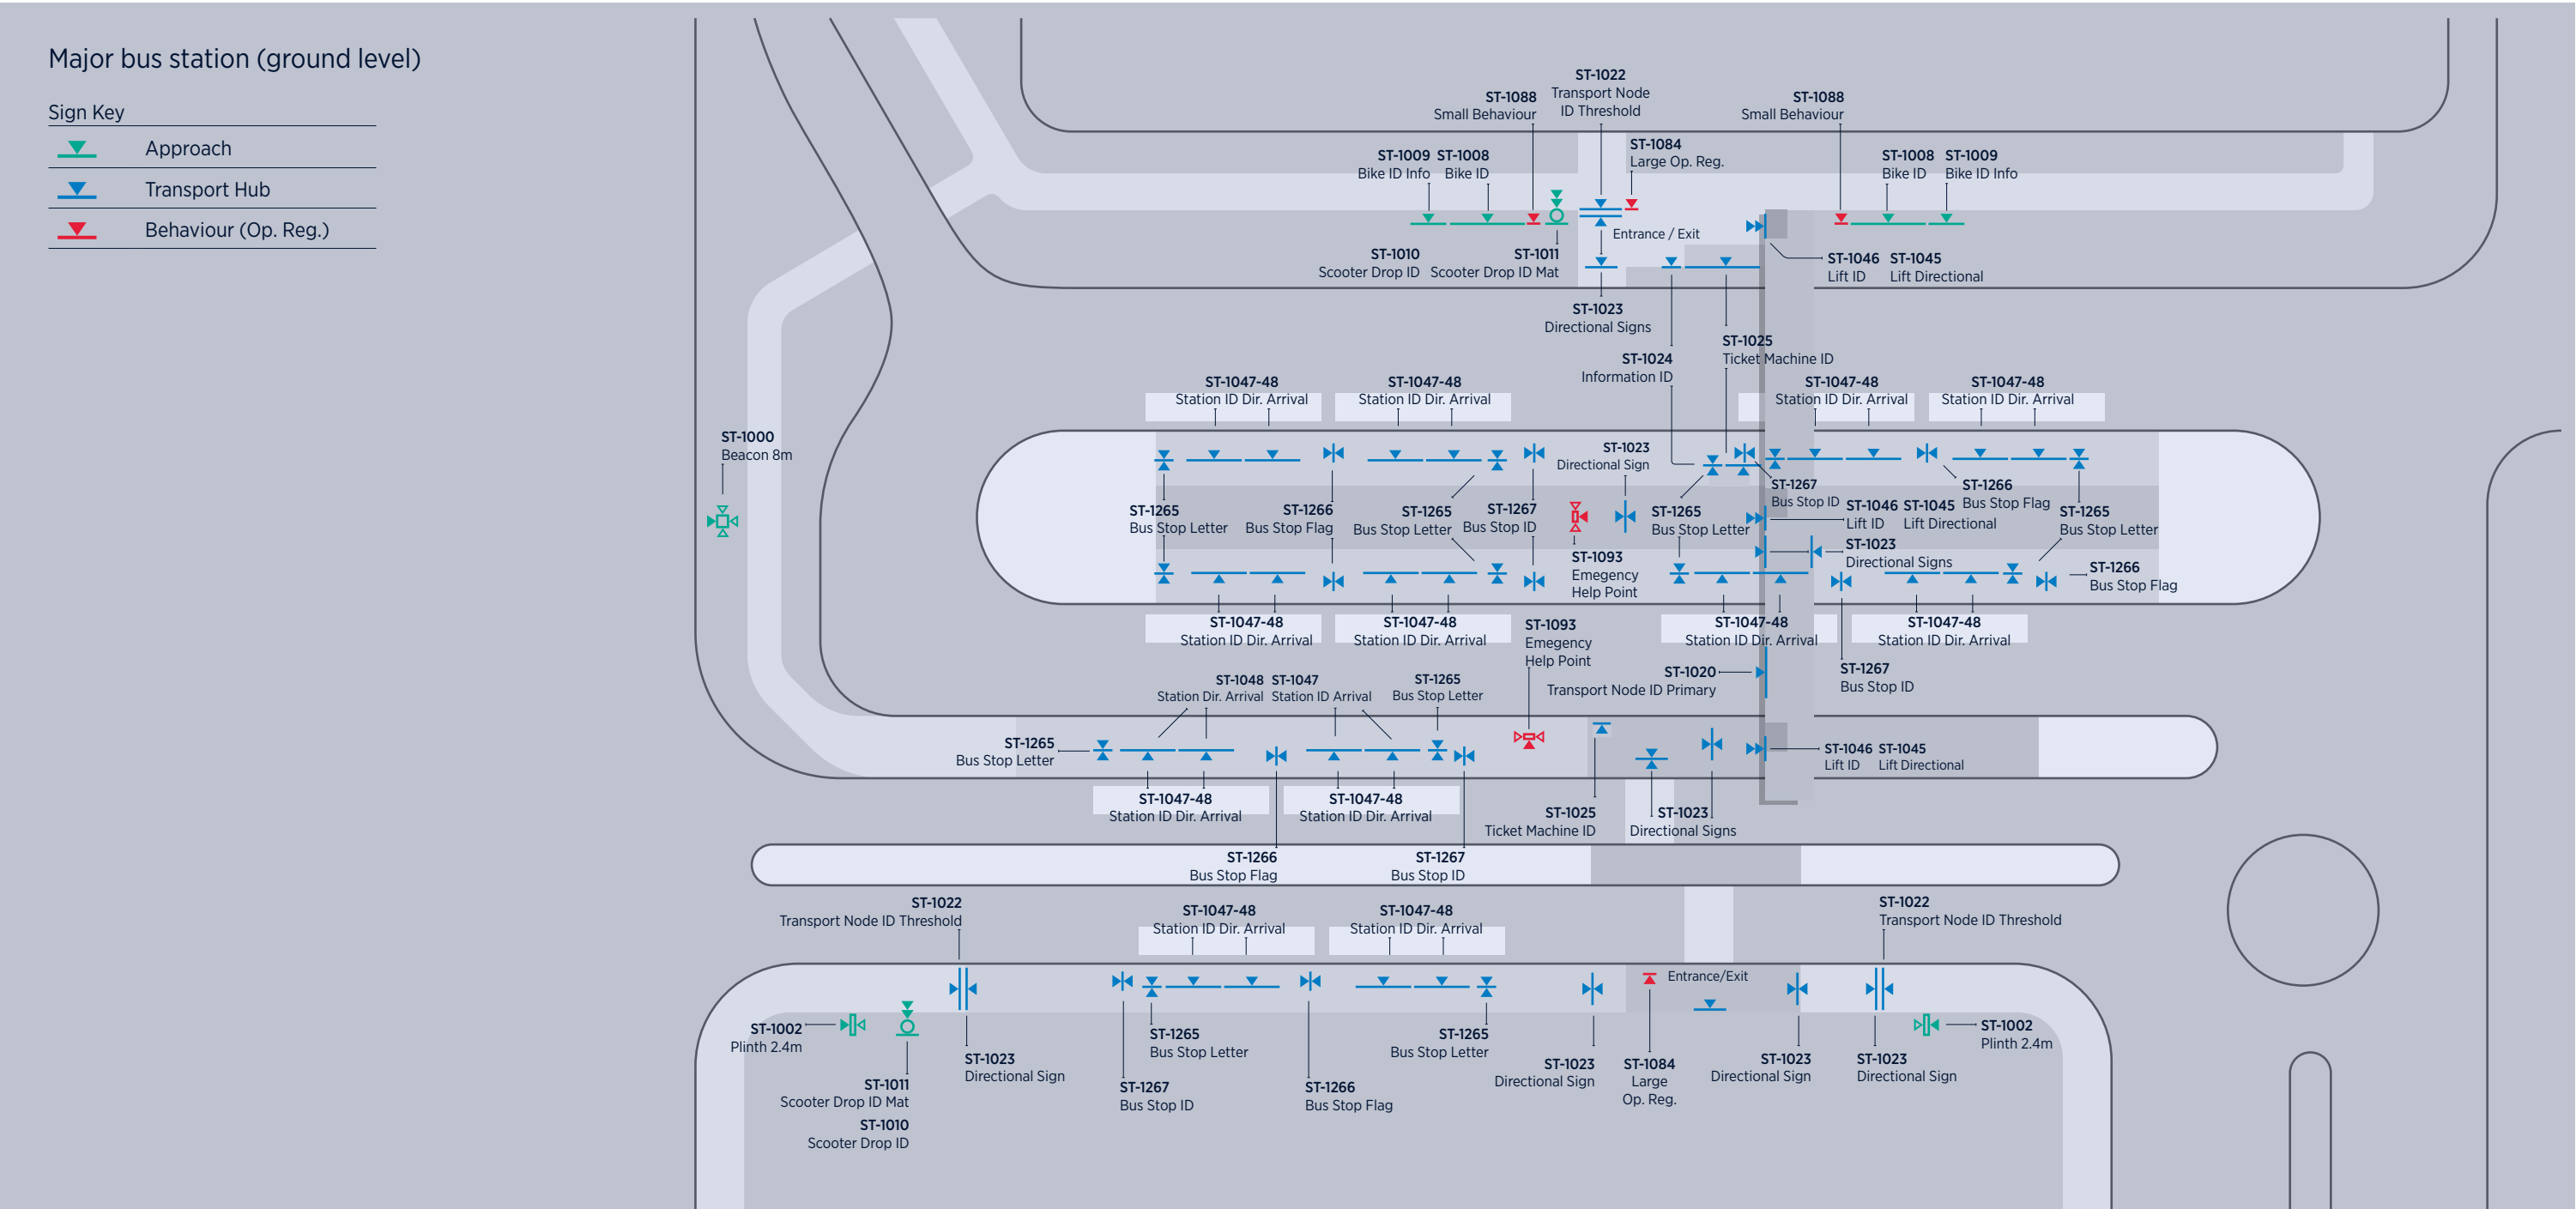 Major bus station (ground level)
Sign Key
Approach
Transport Hub
Behaviour (Op. Reg.)
ST-1022
Transport Node
ID Threshold
ST-1088
Small Behaviour
ST-1088
Small Behaviour
ST-1084
Large Op. Reg.
ST-1009 ST-1008
Bike ID Info Bike ID
ST-1008 ST-1009
Bike ID Bike ID Info
Entrance / Exit
ST-1010 ST-1011
Scooter Drop ID Scooter Drop ID Mat
ST-1046 ST-1045
Lift ID Lift Directional
ST-1023
Directional Signs
ST-1025
Ticket Machine ID
ST-1024
Information ID
ST-1047-48
Station ID Dir. Arrival
ST-1047-48
Station ID Dir. Arrival
ST-1047-48
Station ID Dir. Arrival
ST-1047-48
Station ID Dir. Arrival
ST-1000
Beacon 8m
ST-1023
Directional Sign
ST-1267
Bus Stop ID
ST-1266
Bus Stop Flag
ST-1265
Bus Stop Letter
ST-1266
Bus Stop Flag
ST-1265
Bus Stop Letter
ST-1267
Bus Stop ID
ST-1265
Bus Stop Letter
ST-1046 ST-1045
Lift ID Lift Directional
ST-1265
Bus Stop Letter
ST-1093
Emegency
Help Point
ST-1023
Directional Signs
ST-1266
Bus Stop Flag
ST-1047-48
Station ID Dir. Arrival
ST-1047-48
Station ID Dir. Arrival
ST-1093
Emegency
Help Point
ST-1047-48
Station ID Dir. Arrival
ST-1047-48
Station ID Dir. Arrival
ST-1020
Transport Node ID Primary
ST-1267
Bus Stop ID
ST-1048 ST-1047
Station Dir. Arrival Station ID Arrival
ST-1265
Bus Stop Letter
ST-1265
Bus Stop Letter
ST-1046 ST-1045
Lift ID Lift Directional
ST-1047-48
Station ID Dir. Arrival
ST-1047-48
Station ID Dir. Arrival
ST-1025
Ticket Machine ID
ST-1023
Directional Signs
ST-1266
Bus Stop Flag
ST-1267
Bus Stop ID
ST-1022
Transport Node ID Threshold
ST-1047-48
Station ID Dir. Arrival
ST-1047-48
Station ID Dir. Arrival
ST-1022
Transport Node ID Threshold
Entrance/Exit
ST-1002
Plinth 2.4m
ST-1265
Bus Stop Letter
ST-1265
Bus Stop Letter
ST-1002
Plinth 2.4m
ST-1023
Directional Sign
ST-1023
Directional Sign
ST-1084
Large
Op. Reg.
ST-1023
Directional Sign
ST-1023
Directional Sign
ST-1011
Scooter Drop ID Mat
ST-1267
Bus Stop ID
ST-1266
Bus Stop Flag
ST-1010
Scooter Drop ID